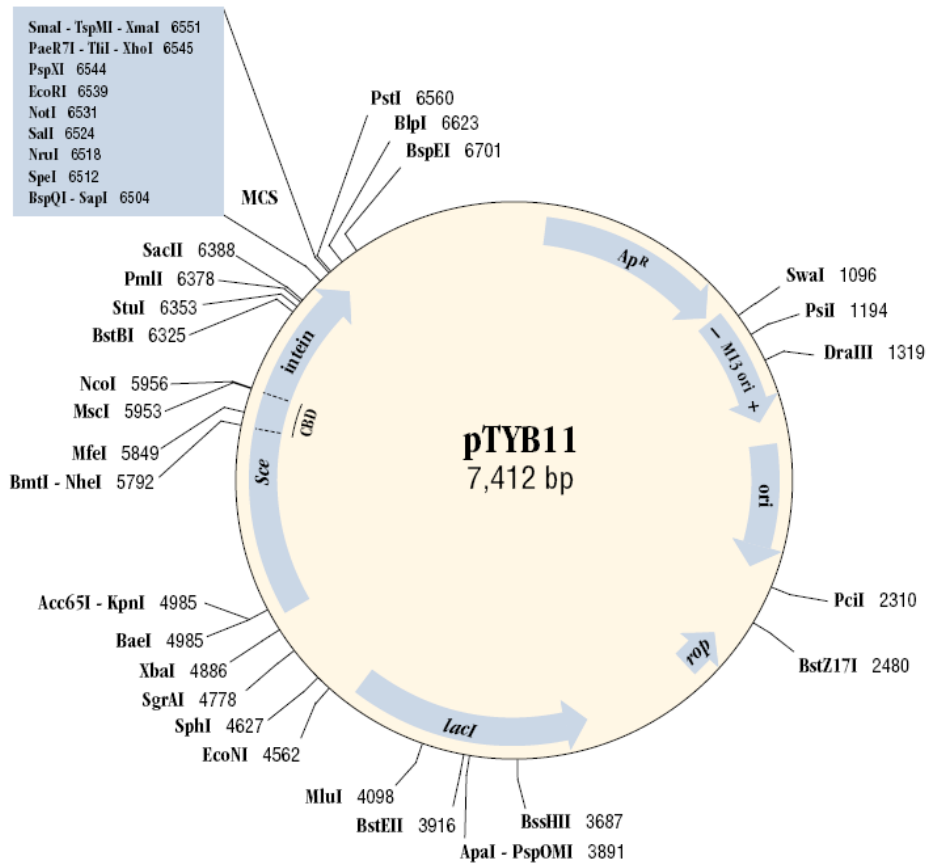 SmaI - TspMI - XmaI 6551
PaeR7I - TliI - XhoI 6545
PspXI 6544
EcoRI 6539
NotI 6531
SalI 6524
NruI 6518
SpeI 6512
BspQI - SapI 6504
MCS
PstI 6560
BlpI 6623
BspEI 6701
SacII 6388
PmlI 6378
StuI 6353
BstBI 6325
NcoI 5956
MscI 5953
MfeI 5849
BmtI - NheI 5792
Acc65I - KpnI 4985
BaeI 4985
XbaI 4886
SgrAI 4778
SphI 4627
EcoNI 4562
MluI 4098
BstEII 3916
ApaI - PspOMI 3891
BssHII 3687
BstZ17I 2480
PciI 2310
DraIII 1319
PsiI 1194
SwaI 1096
ApR
− M13 ori +
ori
rop
lacI
Sce
intein
CBD
pTYB11
7,412 bp